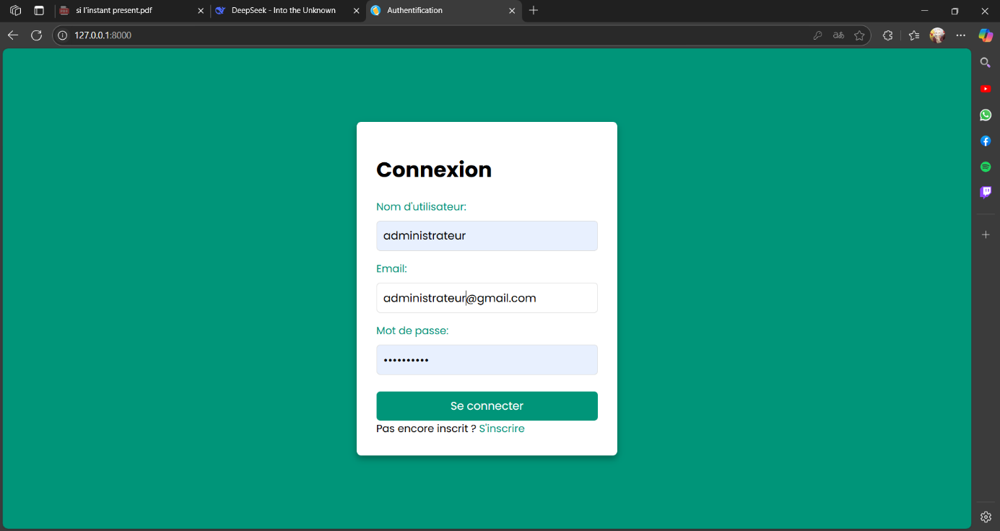 si l'instant present.pdf
DeepSeek - Into the Unknown
Authentification
127.0.0.1:8000
Connexion
Nom d'utilisateur:
administrateur
Email:
administrateur@gmail.com
Mot de passe:
••••••••••
Se connecter
Pas encore inscrit ? S'inscrire